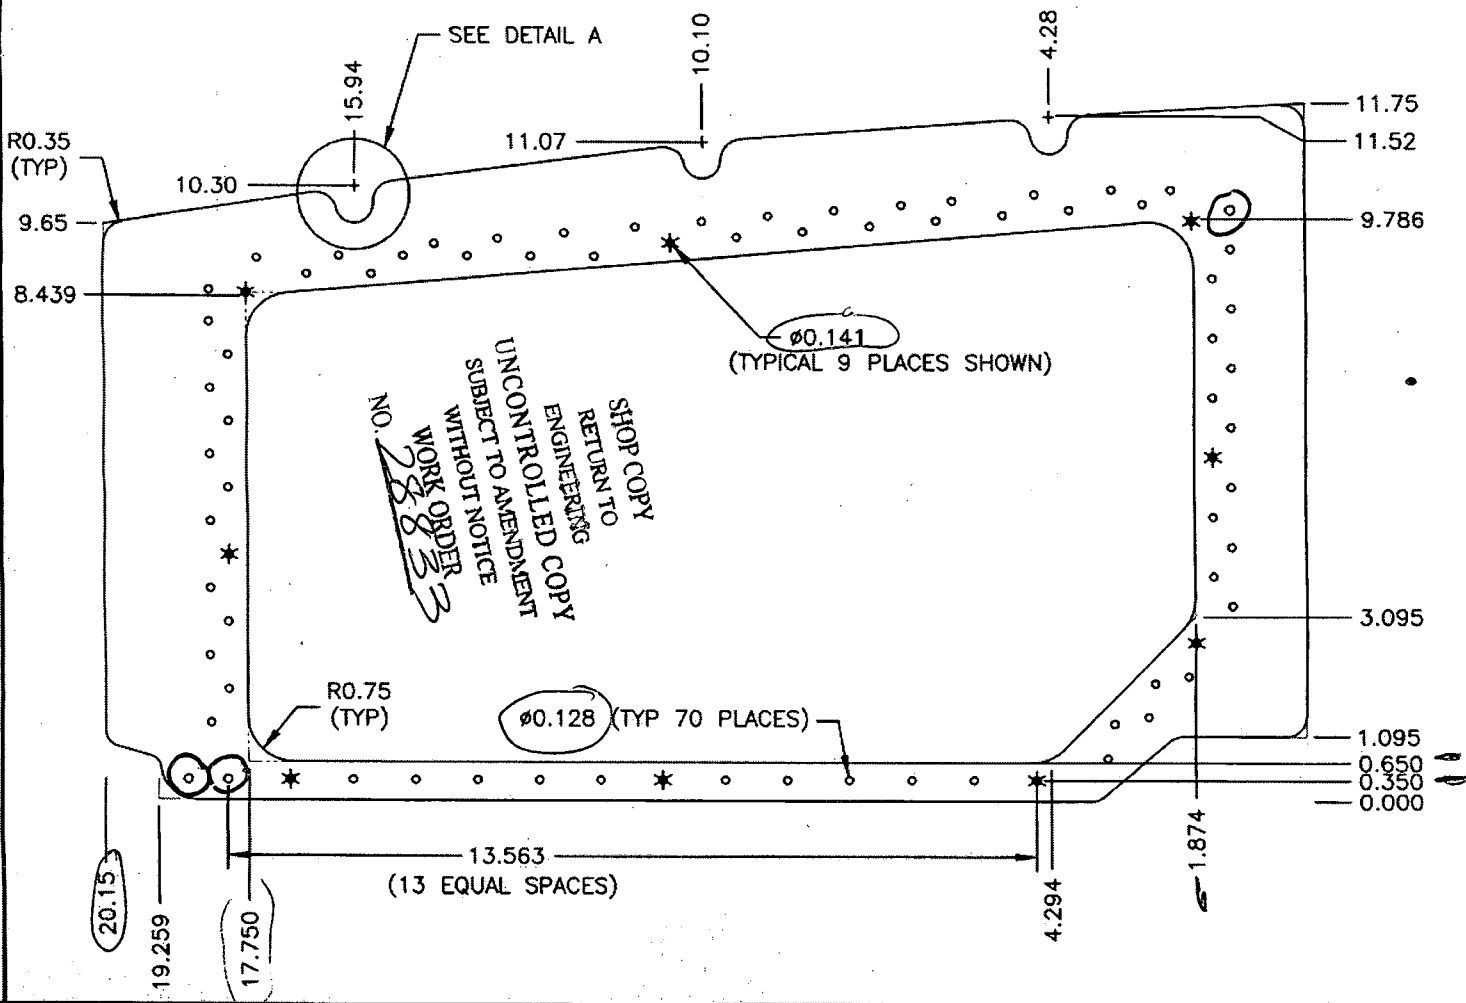 SEE DETAIL A
10.10
4.28
15.94
11.75
R0.35
(TYP)
11.07
11.52
10.30
9.65
9.786
8.439
ø0.141
(TYPICAL 9 PLACES SHOWN)
SHOP COPY
RETURN TO
ENGINEERING
UNCONTROLLED COPY
SUBJECT TO AMENDMENT
WITHOUT NOTICE
WORK ORDER
NO. 28833
3.095
R0.75
(TYP)
ø0.128 (TYP 70 PLACES)
1.095
0.650
0.350
0.000
13.563
(13 EQUAL SPACES)
1.874
20.15
19.259
17.750
4.294